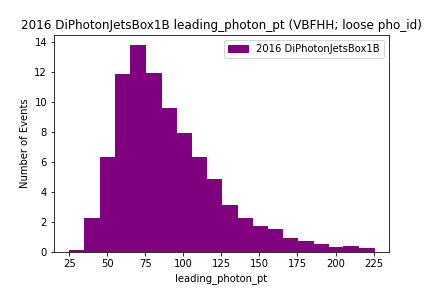 2016 DiPhotonJetsBox1B leading_photon_pt (VBFHH; loose pho_id)
2016 DiPhotonJetsBox1B
Number of Events
14
12
10
8
6
4
2
0
25 50 75 100 125 150 175 200 225
leading_photon_pt